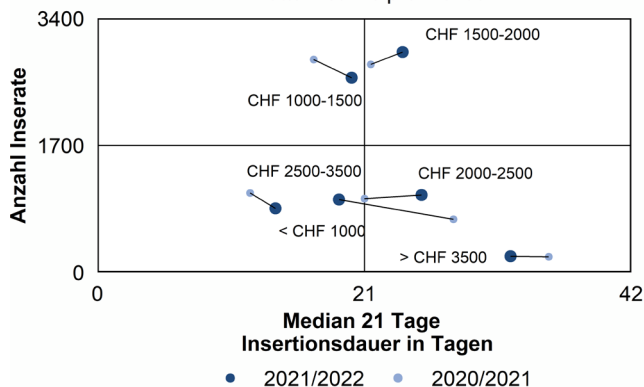 3400
CHF 1500-2000
CHF 1000-1500
Anzahl Inserate
1700
CHF 2500-3500
CHF 2000-2500
< CHF 1000
> CHF 3500
0
0
21
42
Median 21 Tage
Insertionsdauer in Tagen
2021/2022
2020/2021